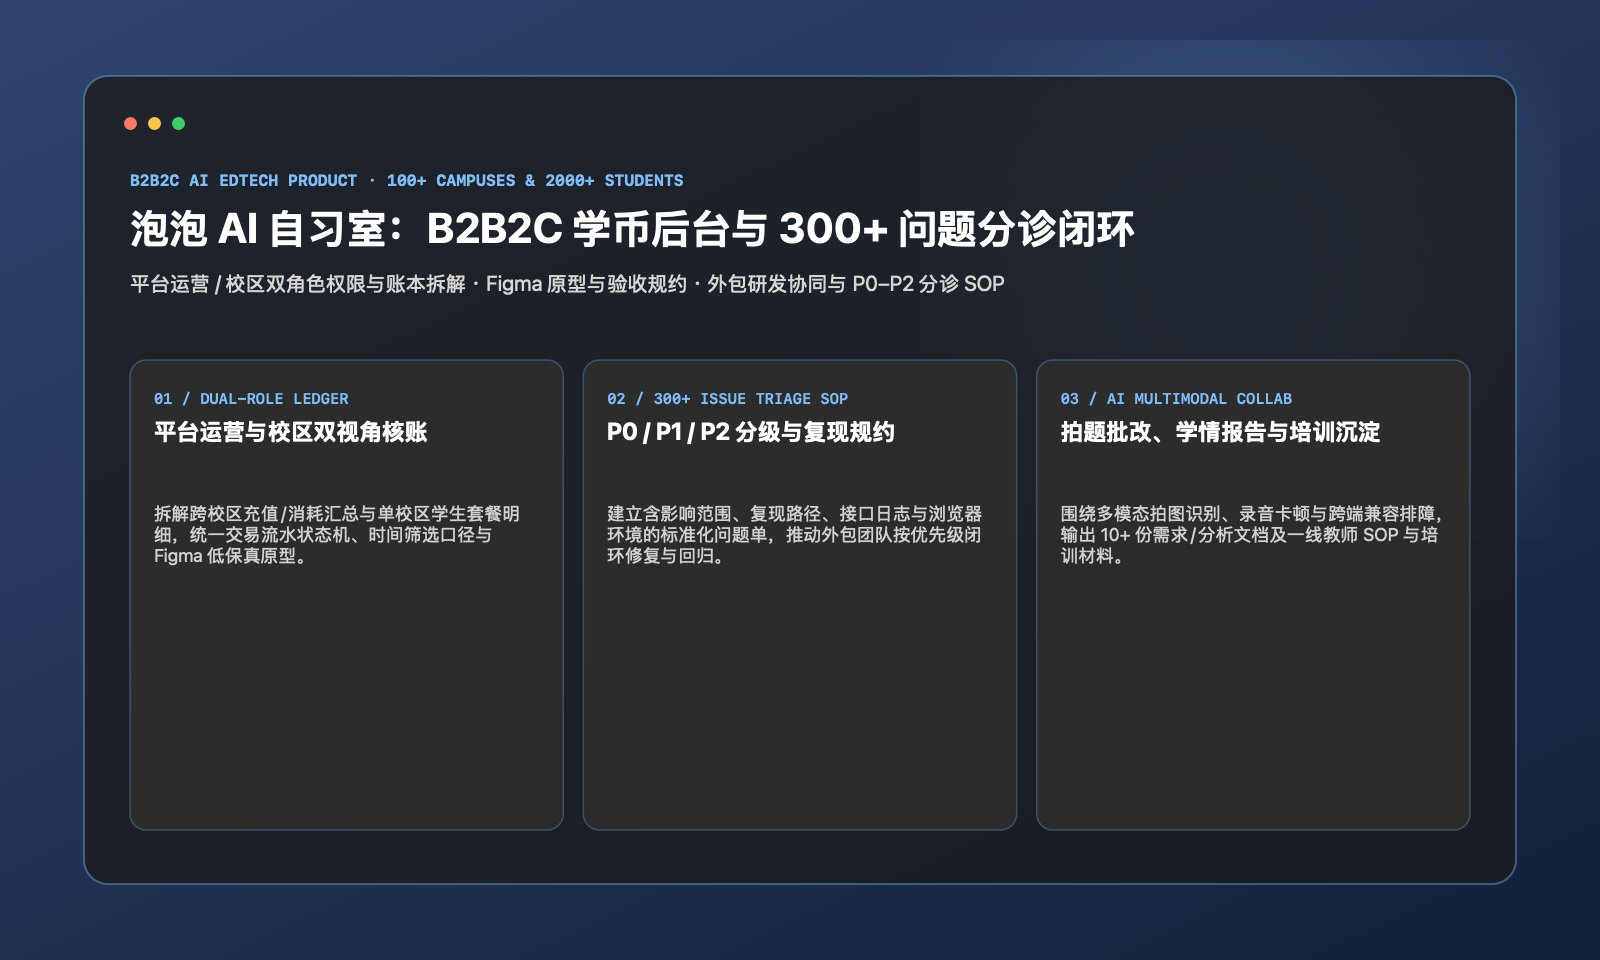 B2B2C AI EDTECH PRODUCT · 100+ CAMPUSES & 2000+ STUDENTS
泡泡 AI 自习室：B2B2C 学币后台与 300+ 问题分诊闭环
平台运营 / 校区双角色权限与账本拆解 · Figma 原型与验收规约 · 外包研发协同与 P0–P2 分诊 SOP
01 / DUAL-ROLE LEDGER
平台运营与校区双视角核账
拆解跨校区充值/消耗汇总与单校区学生套餐明
细，统一交易流水状态机、时间筛选口径与
Figma 低保真原型。
02 / 300+ ISSUE TRIAGE SOP
P0 / P1 / P2 分级与复现规约
建立含影响范围、复现路径、接口日志与浏览器
环境的标准化问题单，推动外包团队按优先级闭
环修复与回归。
03 / AI MULTIMODAL COLLAB
拍题批改、学情报告与培训沉淀
围绕多模态拍图识别、录音卡顿与跨端兼容排障，
输出 10+ 份需求/分析文档及一线教师 SOP 与培
训材料。